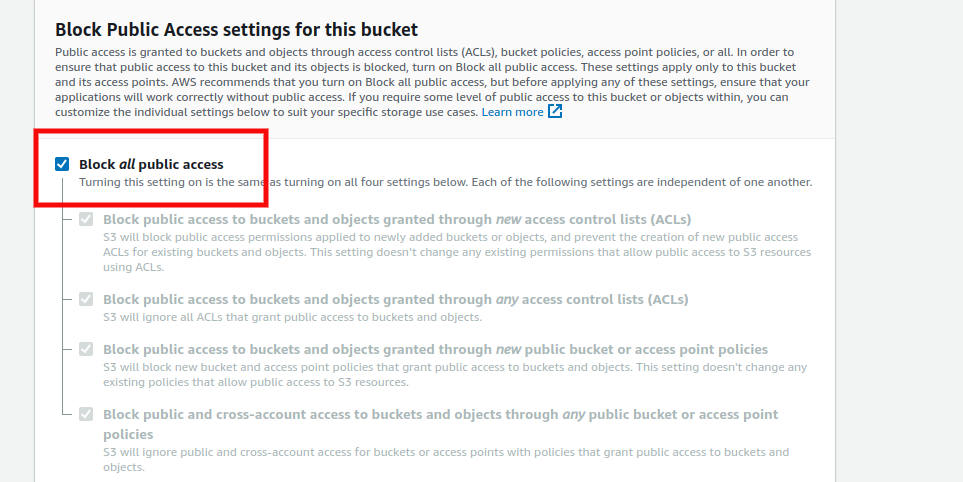 Block Public Access settings for this bucket
Public access is granted to buckets and objects through access control lists (ACLs), bucket policies, access point policies, or all. In order to
ensure that public access to this bucket and its objects is blocked, turn on Block all public access. These settings apply only to this bucket
and its access points. AWS recommends that you turn on Block all public access, but before applying any of these settings, ensure that your
applications will work correctly without public access. If you require some level of public access to this bucket or objects within, you can
customize the individual settings below to suit your specific storage use cases. Learn more
Block all public access
Turning this setting on is the same as turning on all four settings below. Each of the following settings are independent of one another.
Block public access to buckets and objects granted through new access control lists (ACLs)
S3 will block public access permissions applied to newly added buckets or objects, and prevent the creation of new public access
ACLs for existing buckets and objects. This setting doesn't change any existing permissions that allow public access to S3 resources
using ACLs.
Block public access to buckets and objects granted through any access control lists (ACLs)
S3 will ignore all ACLs that grant public access to buckets and objects.
Block public access to buckets and objects granted through new public bucket or access point policies
S3 will block new bucket and access point policies that grant public access to buckets and objects. This setting doesn't change any
existing policies that allow public access to S3 resources.
Block public and cross-account access to buckets and objects through any public bucket or access point
policies
S3 will ignore public and cross-account access for buckets or access points with policies that grant public access to buckets and
objects.